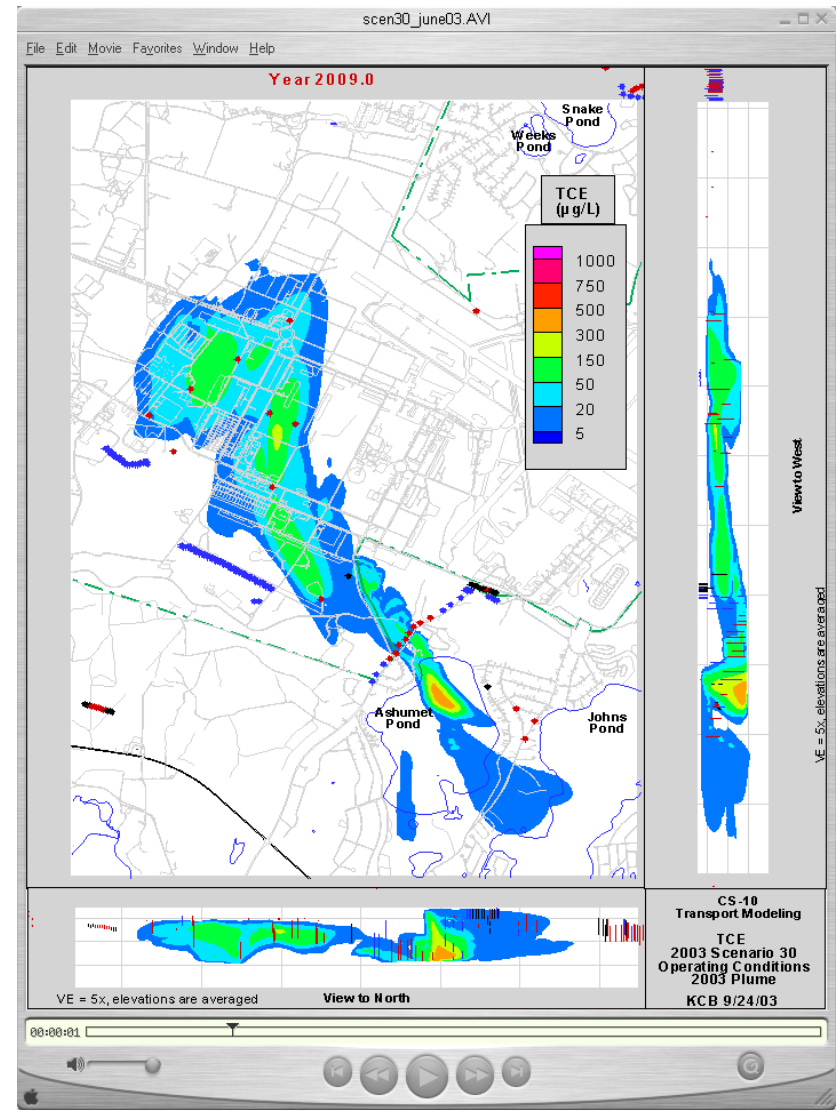 scen30_june03.AVI
File Edit Movie Favorites Window Help
Year 2009.0
Snake
Pond
Weeks
Pond
TCE
(µg/L)
1000
750
500
300
150
50
20
5
Ashumet
Pond
Johns
Pond
View to West
VE = 5x, elevations are averaged
VE = 5x, elevations are averaged
View to North
CS-10
Transport Modeling
TCE
2003 Scenario 30
Operating Conditions
2003 Plume
KCB 9/24/03
00:00:01